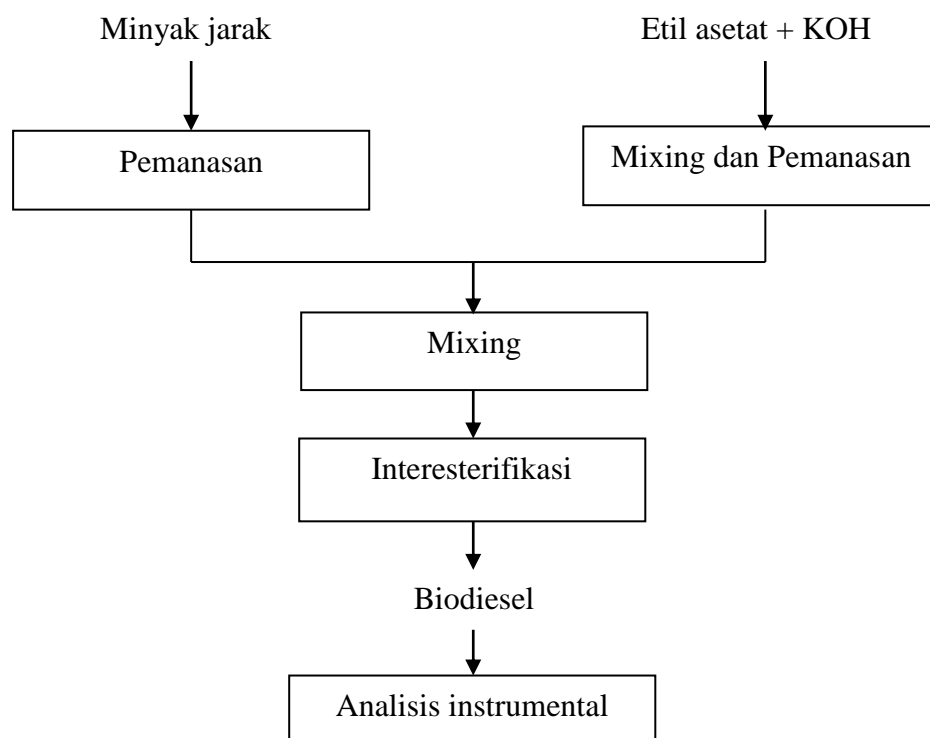 Minyak jarak
Etil asetat + KOH
Pemanasan
Mixing dan Pemanasan
Mixing
Interesterifikasi
Biodiesel
Analisis instrumental